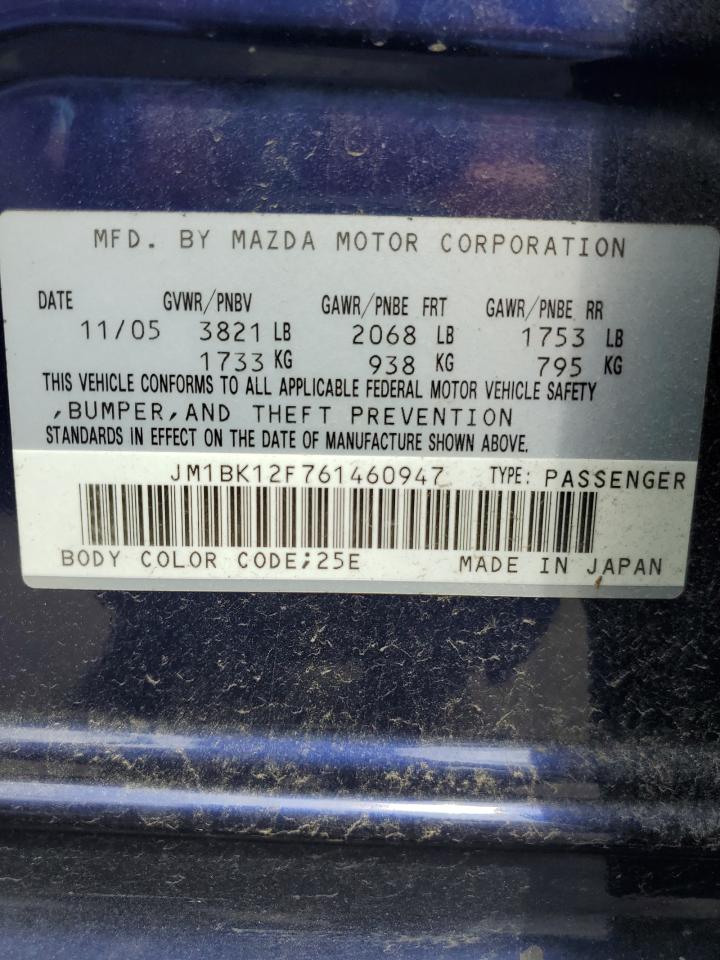 MFD. BY MAZDA MOTOR CORPORATION
DATE GVWR/PNBV GAWR/PNBE FRT GAWR/PNBE RR
11/05 3821 LB 2068 LB 1753 LB
1733 KG 938 KG 795 KG
THIS VEHICLE CONFORMS TO ALL APPLICABLE FEDERAL MOTOR VEHICLE SAFETY
,BUMPER,AND THEFT PREVENTION
STANDARDS IN EFFECT ON THE DATE OF MANUFACTURE SHOWN ABOVE.
JM1BK12F761460947 TYPE: PASSENGER
BODY COLOR CODE;25E MADE IN JAPAN